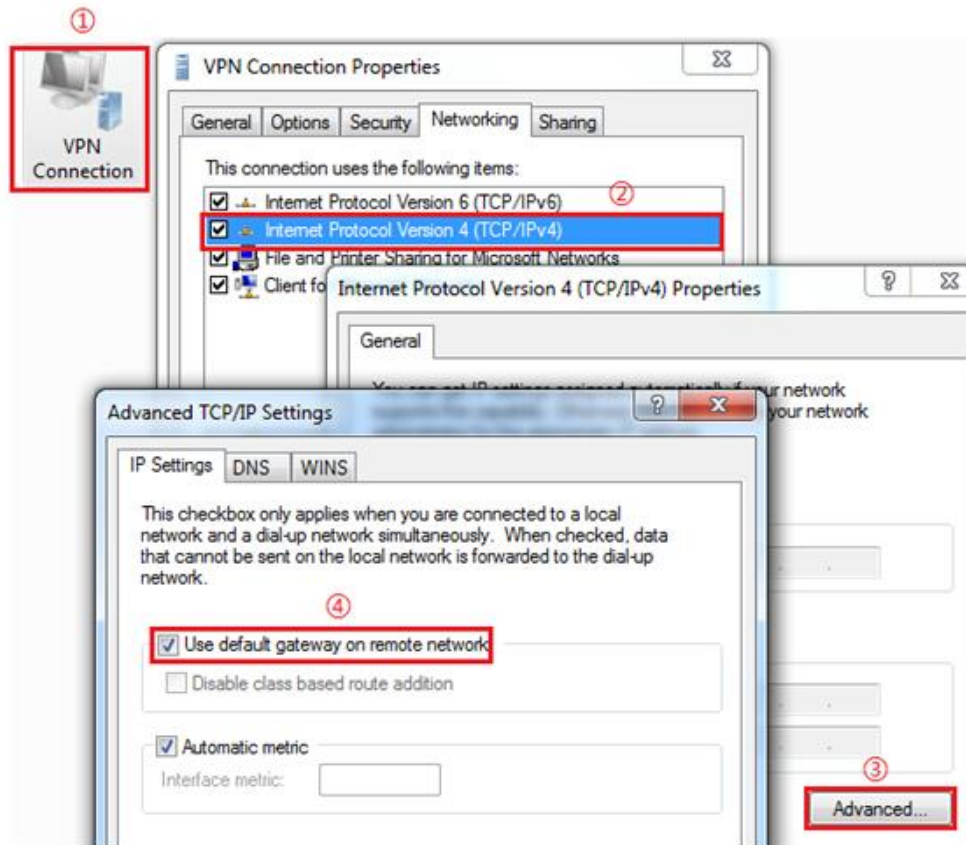 ①
VPN
Connection
VPN Connection Properties
General Options Security Networking Sharing
This connection uses the following items:
②
Internet Protocol Version 6 (TCP/IPv6)
Internet Protocol Version 4 (TCP/IPv4)
File and Printer Sharing for Microsoft Networks
Client fo
Internet Protocol Version 4 (TCP/IPv4) Properties
General
your network
your network
Advanced TCP/IP Settings
IP Settings DNS WINS
This checkbox only applies when you are connected to a local
network and a dial-up network simultaneously. When checked, data
that cannot be sent on the local network is forwarded to the dial-up
network.
④
Use default gateway on remote network
Disable class based route addition
Automatic metric
Interface metric:
③
Advanced...